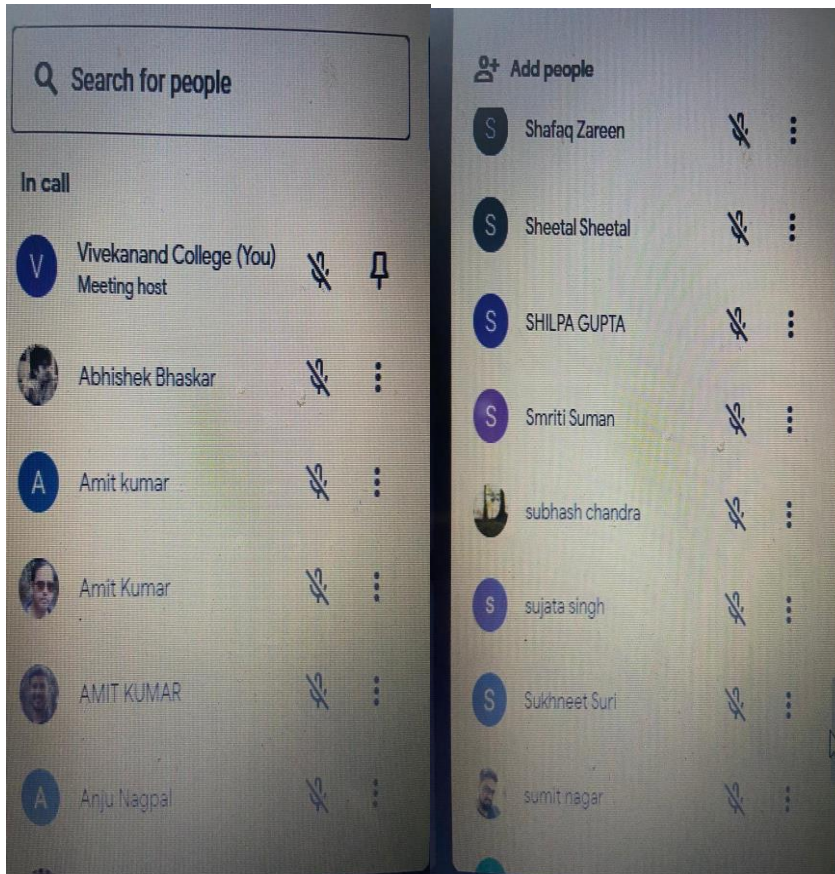 Search for people
In call
V
Vivekanand College (You)
Meeting host
Abhishek Bhaskar
A
Amit kumar
Amit Kumar
AMIT KUMAR
A
Anju Nagpal
Add people
S
Shafaq Zareen
S
Sheetal Sheetal
S
SHILPA GUPTA
S
Smriti Suman
subhash chandra
S
sujata singh
S
Sukhneet Suri
sumit nagar